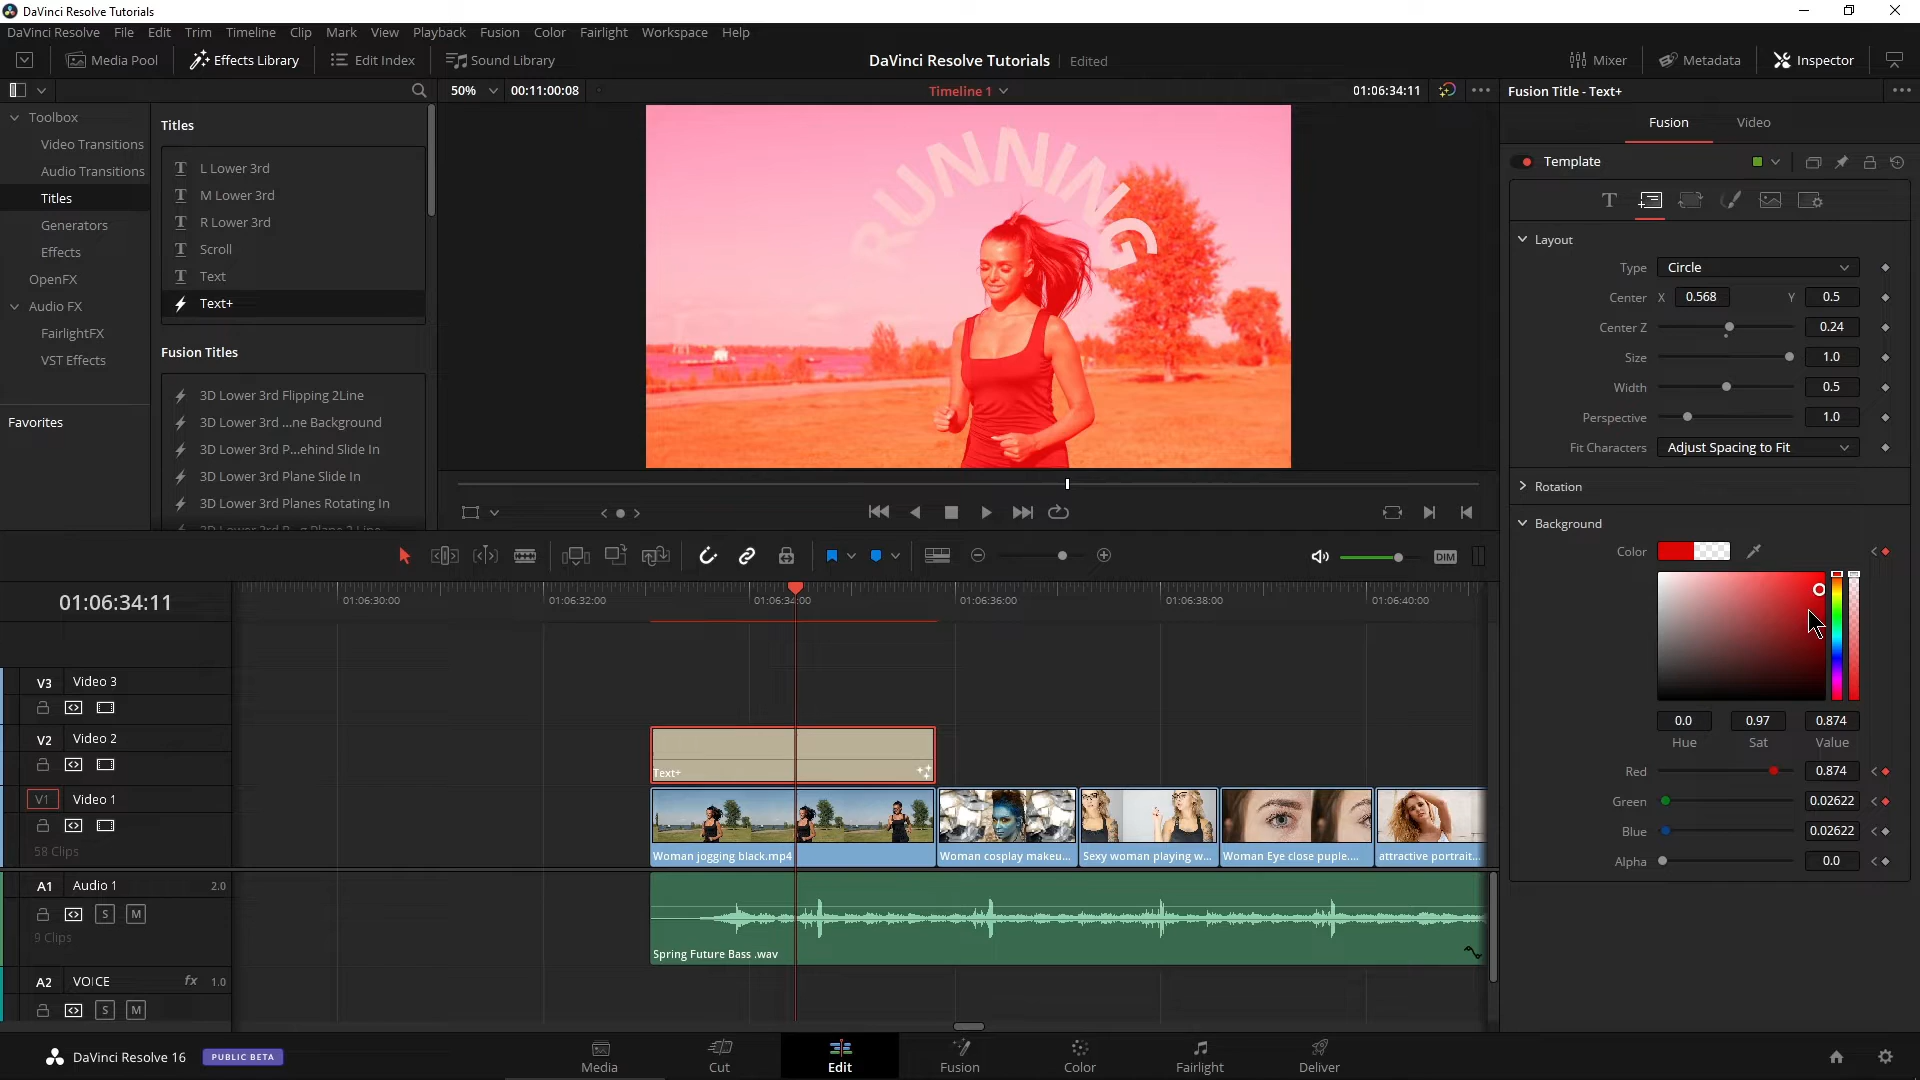 DaVinci Resolve Tutorials
DaVinci Resolve File Edit Trim Timeline Clip Mark View Playback Fusion Color Fairlight Workspace Help
Media Pool Effects Library Edit Index Sound Library DaVinci Resolve Tutorials Edited Mixer Metadata Inspector
50% 00:11:00:08 Timeline 1 01:06:34:11 Fusion Title - Text+
Toolbox
Video Transitions
Audio Transitions
Titles
Generators
Effects
OpenFX
Audio FX
FairlightFX
VST Effects
Favorites
Titles
L Lower 3rd
M Lower 3rd
R Lower 3rd
Scroll
Text
Text+
Fusion Titles
3D Lower 3rd Flipping 2Line
3D Lower 3rd ...ne Background
3D Lower 3rd P...ehind Slide In
3D Lower 3rd Plane Slide In
3D Lower 3rd Planes Rotating In
RUNNING
Fusion Video
Template
Layout
Type Circle
Center X 0.568 Y 0.5
Center Z 0.24
Size 1.0
Width 0.5
Perspective 1.0
Fit Characters Adjust Spacing to Fit
Rotation
Background
Color
0.0 0.97 0.874
Hue Sat Value
Red 0.874
Green 0.02622
Blue 0.02622
Alpha 0.0
DIM
01:06:34:11
01:06:30:00 01:06:32:00 01:06:34:00 01:06:36:00 01:06:38:00 01:06:40:00
V3 Video 3
V2 Video 2
Text+
V1 Video 1
58 Clips
Woman jogging black.mp4 Woman cosplay makeu... Sexy woman playing w... Woman Eye close puple.... attractive portrait...
A1 Audio 1 2.0
S M
9 Clips
Spring Future Bass .wav
A2 VOICE fx 1.0
S M
DaVinci Resolve 16 PUBLIC BETA
Media Cut Edit Fusion Color Fairlight Deliver